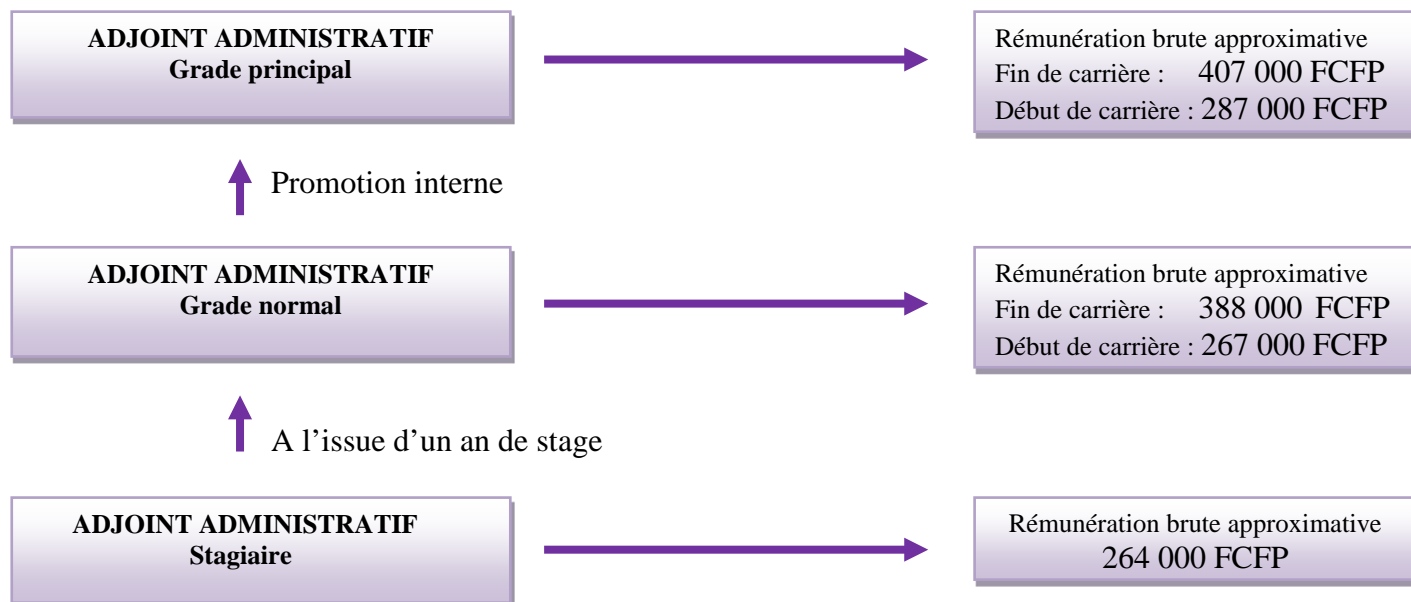 ADJOINT ADMINISTRATIF
Grade principal
Rémunération brute approximative
Fin de carrière : 407 000 FCFP
Début de carrière : 287 000 FCFP
Promotion interne
ADJOINT ADMINISTRATIF
Grade normal
Rémunération brute approximative
Fin de carrière : 388 000 FCFP
Début de carrière : 267 000 FCFP
A l’issue d’un an de stage
ADJOINT ADMINISTRATIF
Stagiaire
Rémunération brute approximative
264 000 FCFP